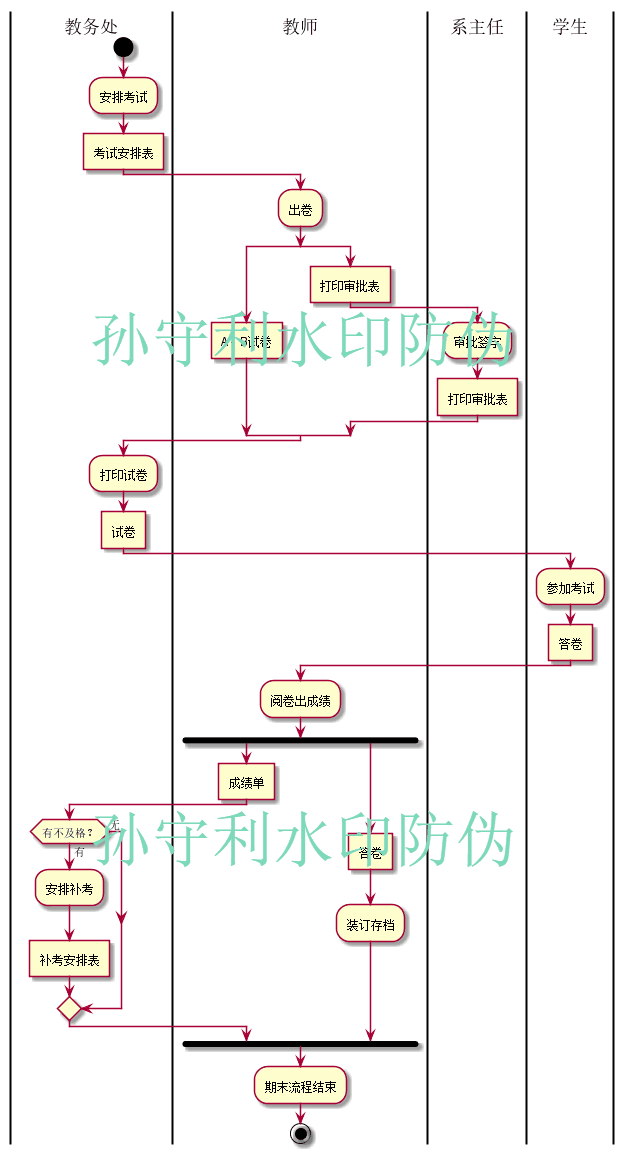 教务处 教师 系主任 学生
安排考试
考试安排表
出卷
打印审批表
孙守利水印防伪
试卷
审批签字
打印审批表
打印试卷
试卷
参加考试
答卷
阅卷出成绩
成绩单
孙守利水印防伪
有不及格？ 无
有
答卷
安排补考
装订存档
补考安排表
期末流程结束